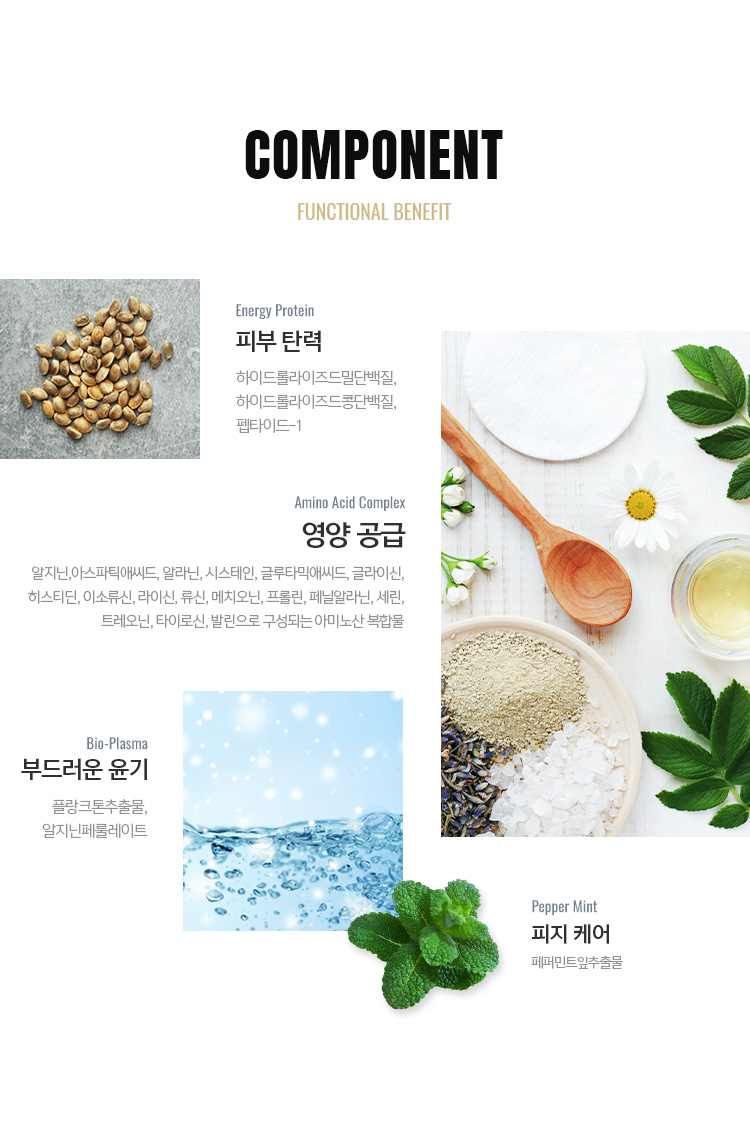 COMPONENT
FUNCTIONAL BENEFIT
Energy Protein
피부 탄력
하이드롤라이즈드밀단백질,
하이드롤라이즈드콩단백질,
펩타이드-1
Amino Acid Complex
영양 공급
알지닌,아스파틱애씨드, 알라닌, 시스테인, 글루타믹애씨드, 글라이신,
히스티딘, 이소류신, 라이신, 류신, 메치오닌, 프롤린, 페닐알라닌, 세린,
트레오닌, 타이로신, 발린으로 구성되는 아미노산 복합물
Bio-Plasma
부드러운 윤기
플랑크톤추출물,
알지닌페룰레이트
Pepper Mint
피지 케어
페퍼민트잎추출물